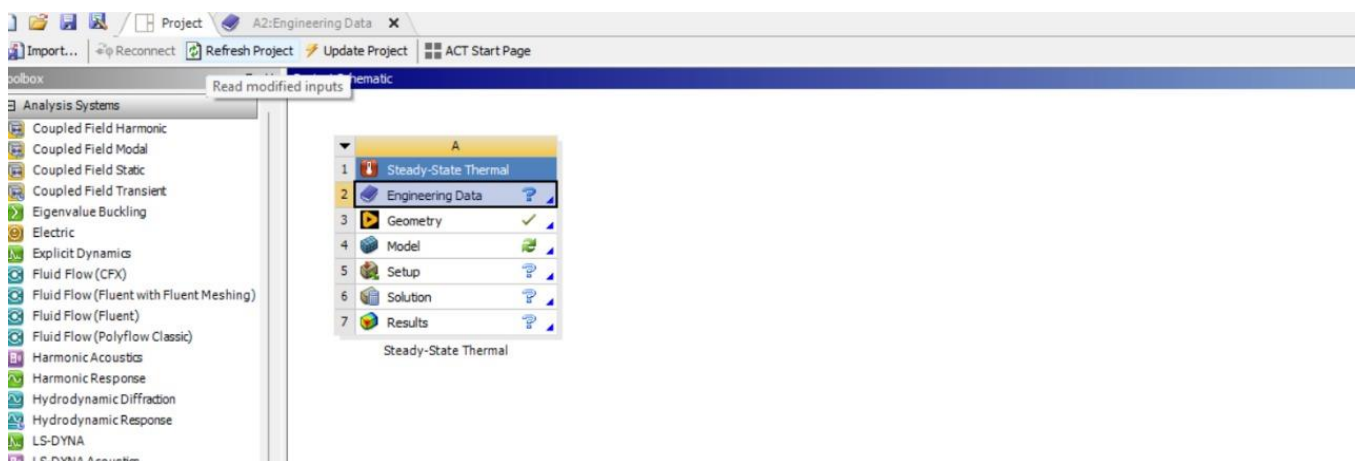 Project
A2:Engineering Data
Import...
Reconnect
Refresh Project
Update Project
ACT Start Page
Read modified inputs
Analysis Systems
Coupled Field Harmonic
Coupled Field Modal
Coupled Field Static
Coupled Field Transient
Eigenvalue Buckling
Electric
Explicit Dynamics
Fluid Flow (CFX)
Fluid Flow (Fluent with Fluent Meshing)
Fluid Flow (Fluent)
Fluid Flow (Polyflow Classic)
Harmonic Acoustics
Harmonic Response
Hydrodynamic Diffraction
Hydrodynamic Response
LS-DYNA
A
1 Steady-State Thermal
2 Engineering Data ?
3 Geometry
4 Model
5 Setup ?
6 Solution ?
7 Results ?
Steady-State Thermal